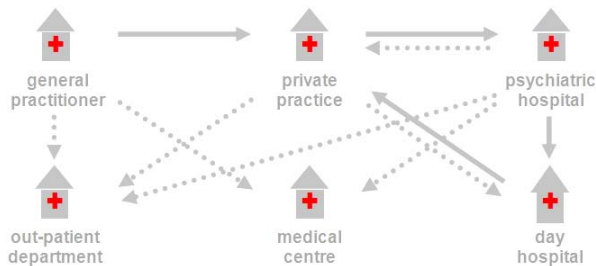 general
practitioner
private
practice
psychiatric
hospital
out-patient
department
medical
centre
day
hospital